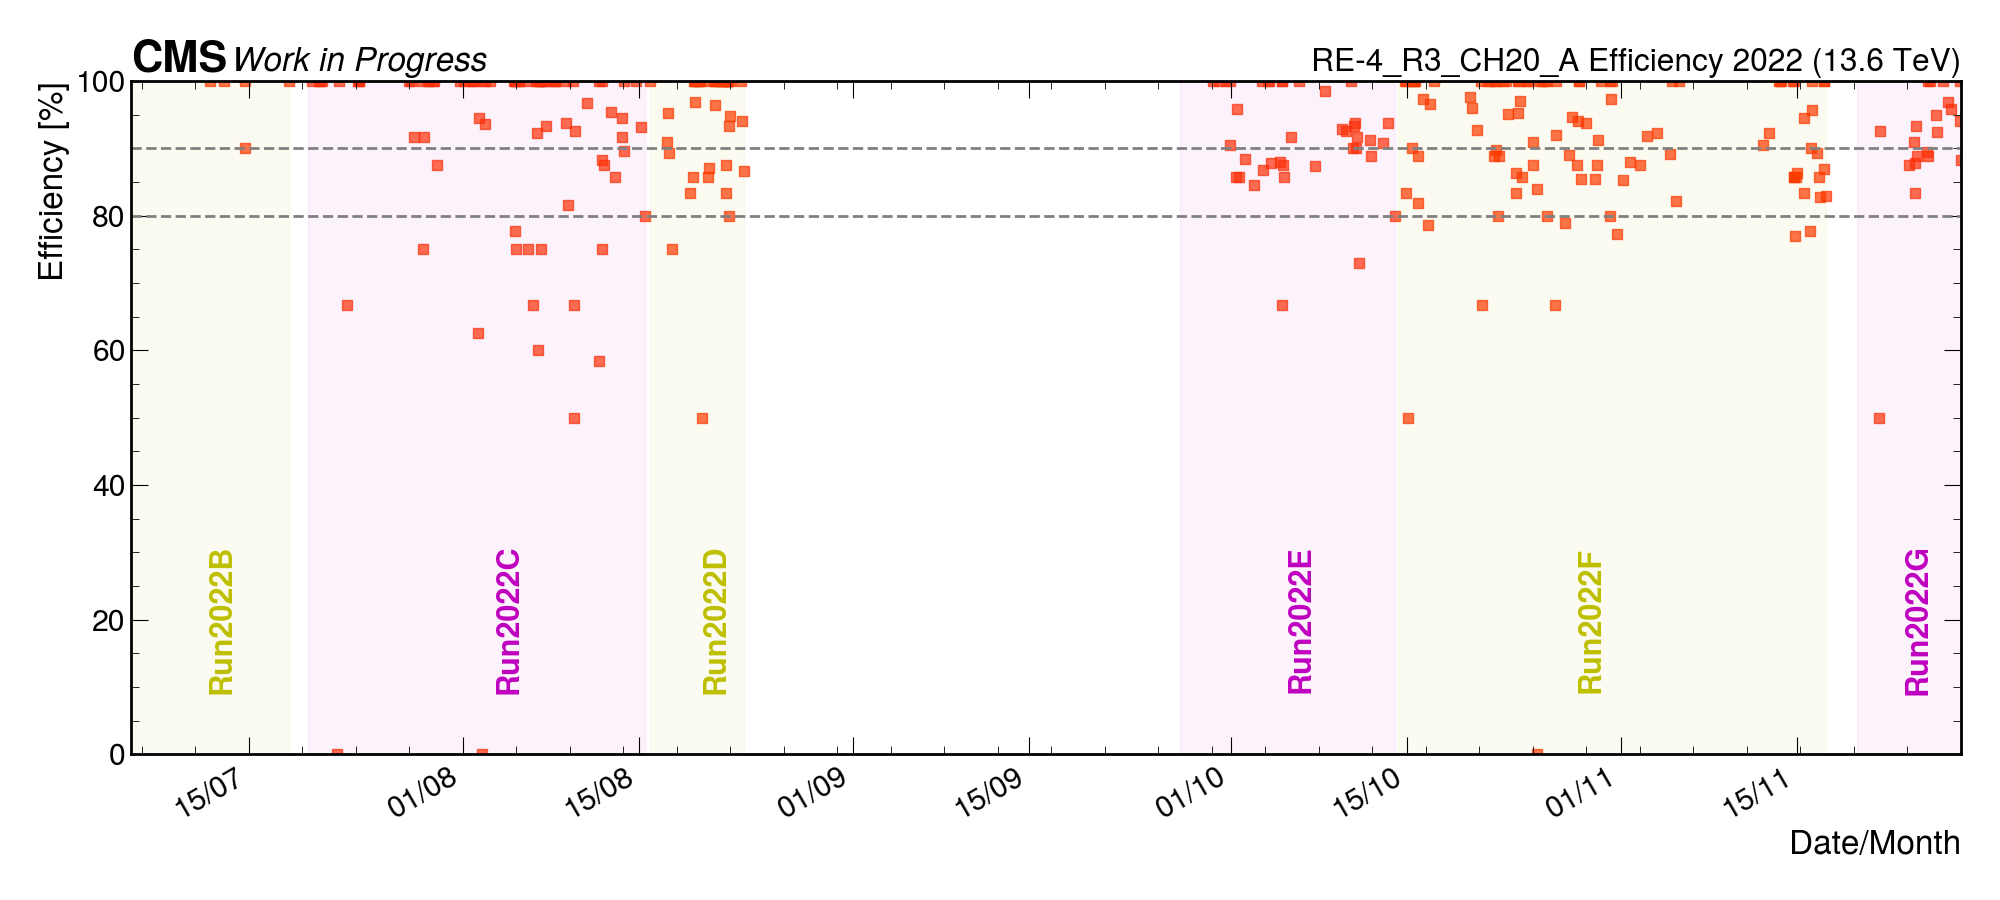 CMS Work in Progress
RE-4_R3_CH20_A Efficiency 2022 (13.6 TeV)
Efficiency [%]
100
80
60
40
20
0
Run2022B
Run2022C
Run2022D
Run2022E
Run2022F
Run2022G
15/07
01/08
15/08
01/09
15/09
01/10
15/10
01/11
15/11
Date/Month